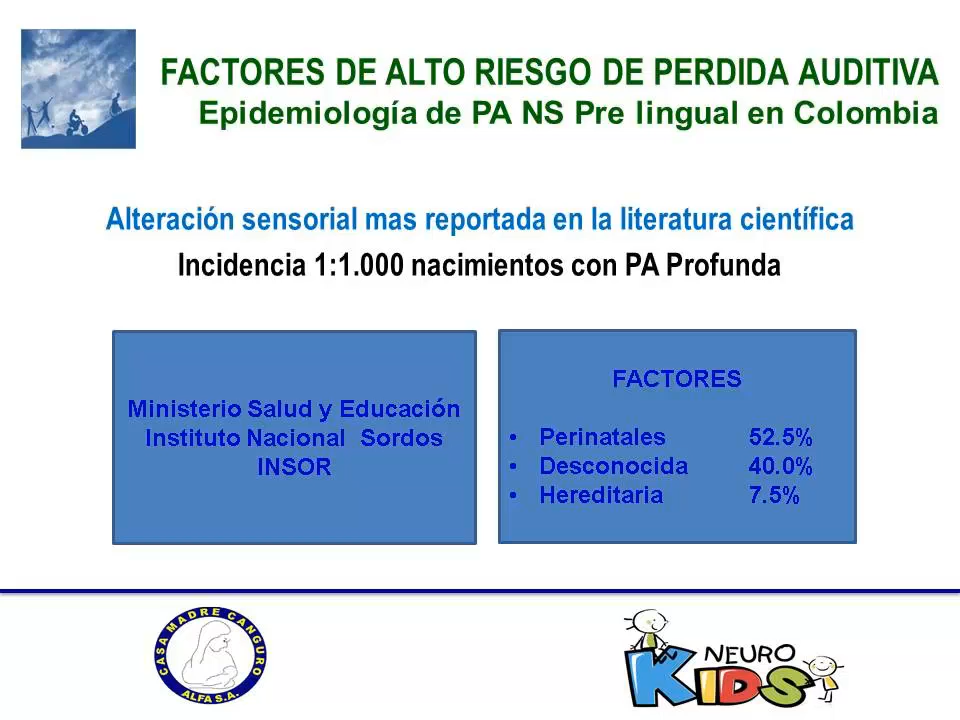 FACTORES DE ALTO RIESGO DE PERDIDA AUDITIVA
Epidemiología de PA NS Pre lingual en Colombia
Alteración sensorial mas reportada en la literatura científica
Incidencia 1:1.000 nacimientos con PA Profunda
Ministerio Salud y Educación
Instituto Nacional Sordos
INSOR
FACTORES
• Perinatales 52.5%
• Desconocida 40.0%
• Hereditaria 7.5%
CASA MADRE CANGURO
ALFA S.A.
NEURO
KIDS